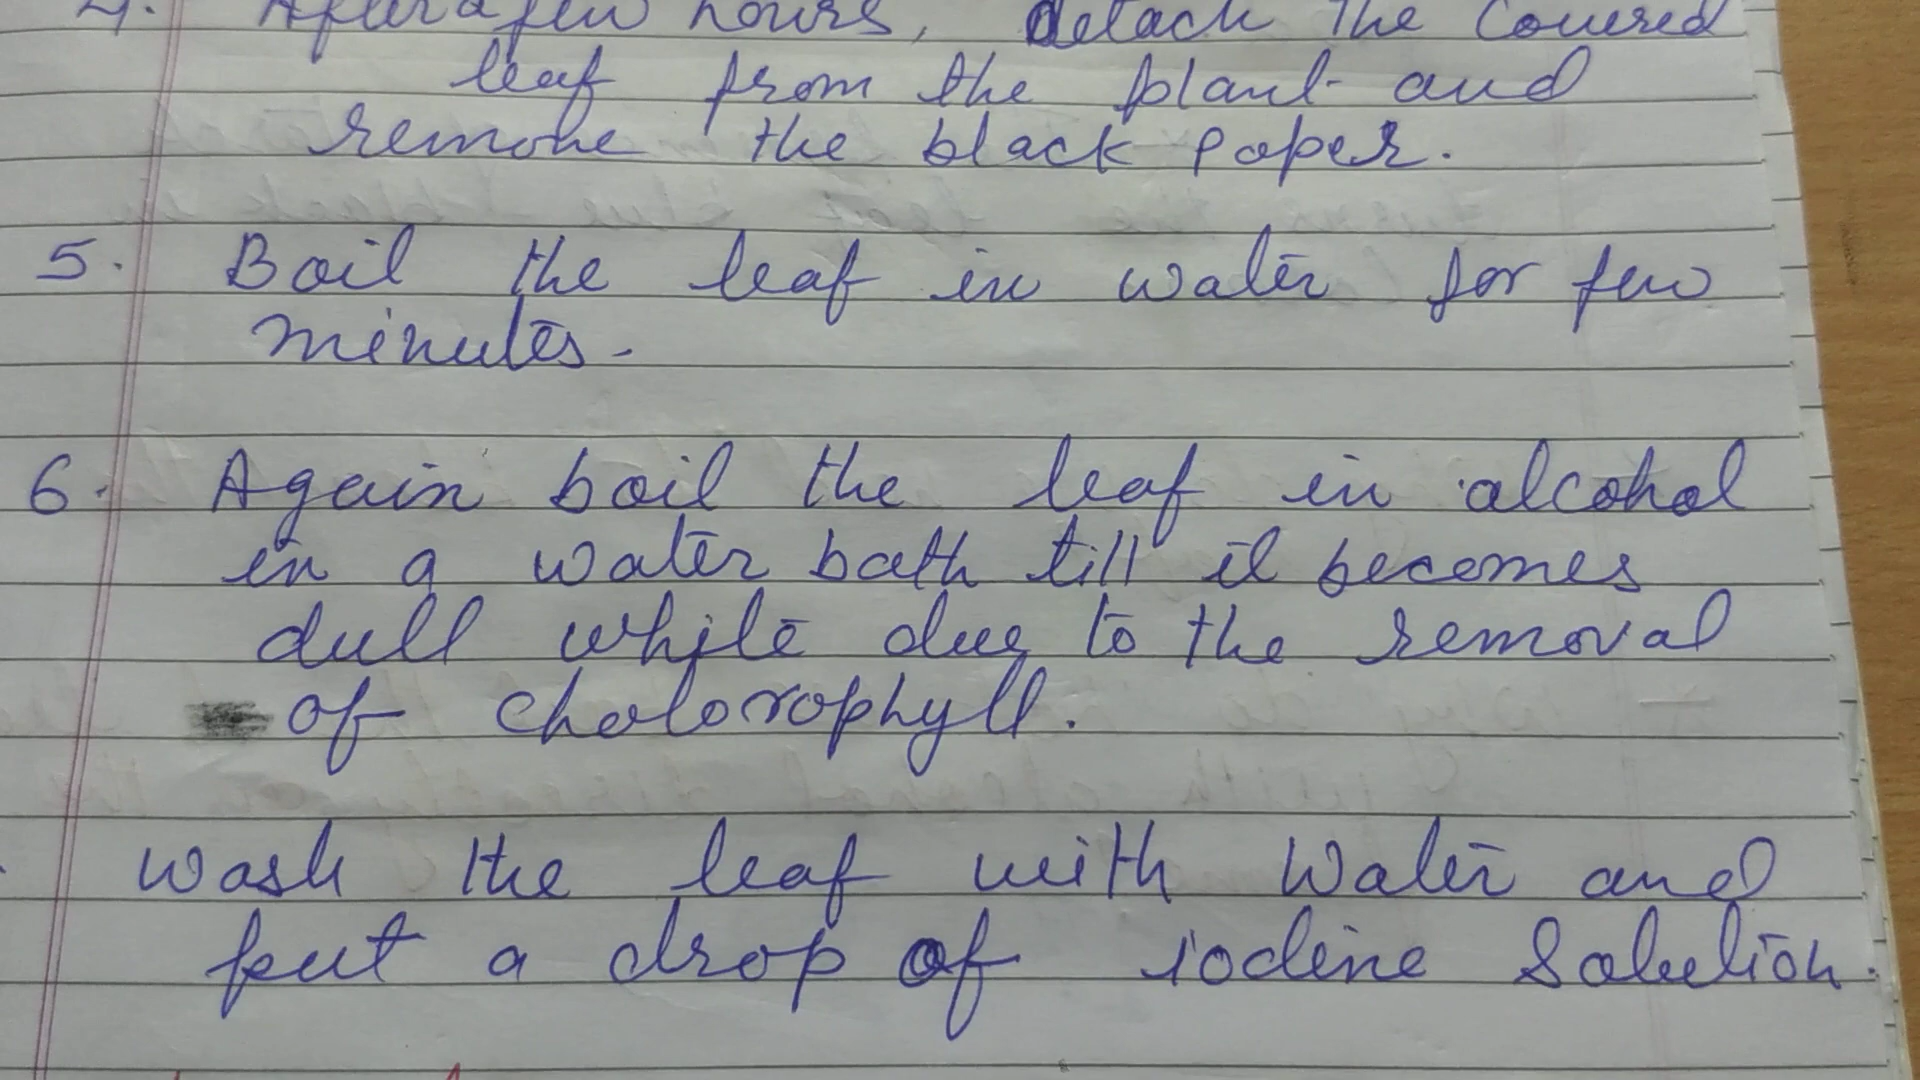 4. After a few hours, detach the Covered
leaf from the plant and
remove the black paper.
5. Boil the leaf in water for few
minutes.
6. Again boil the leaf in alcohol
in a water bath till it becomes
dull white due to the removal
of cholorophyll.
wash the leaf with Water and
put a drop of iodine Solution.